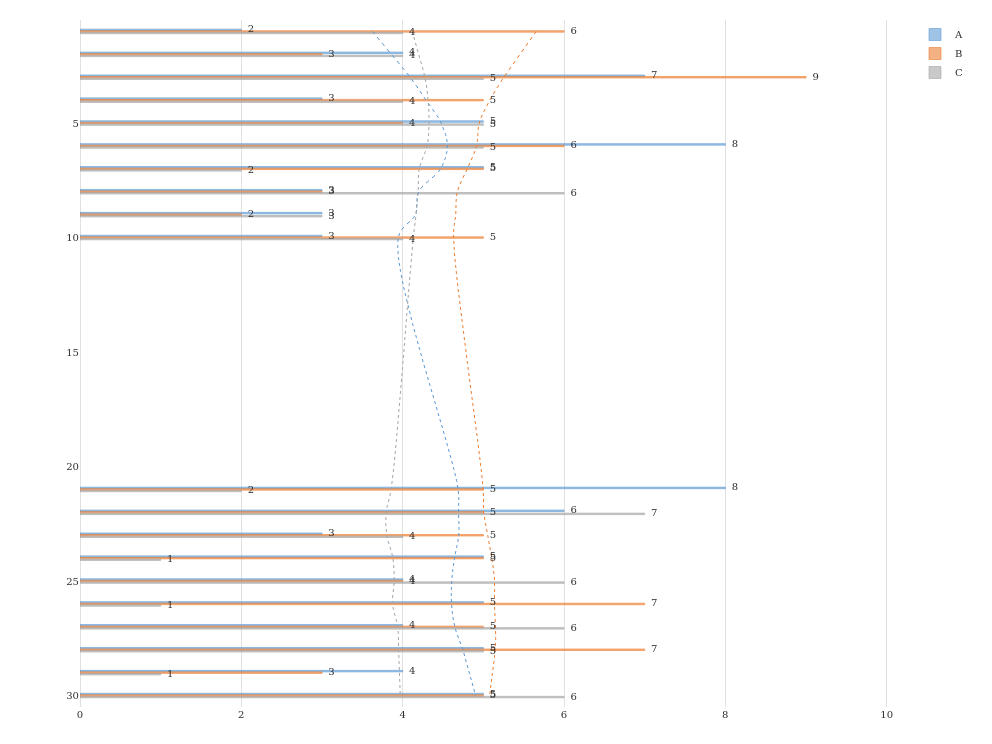 2 4 6 A
3 4 4 B
7 5 9 C
3 4 5
5 4 5 5
5 6 8
2 5 5
3 3 6
2 3 3
10 3 4 5
15
20
2 5 8
5 6 7
3 4 5
1 5 5
25 4 4 6
1 5 7
4 5 6
5 5 7
1 3 4
30 5 5 6
0 2 4 6 8 10